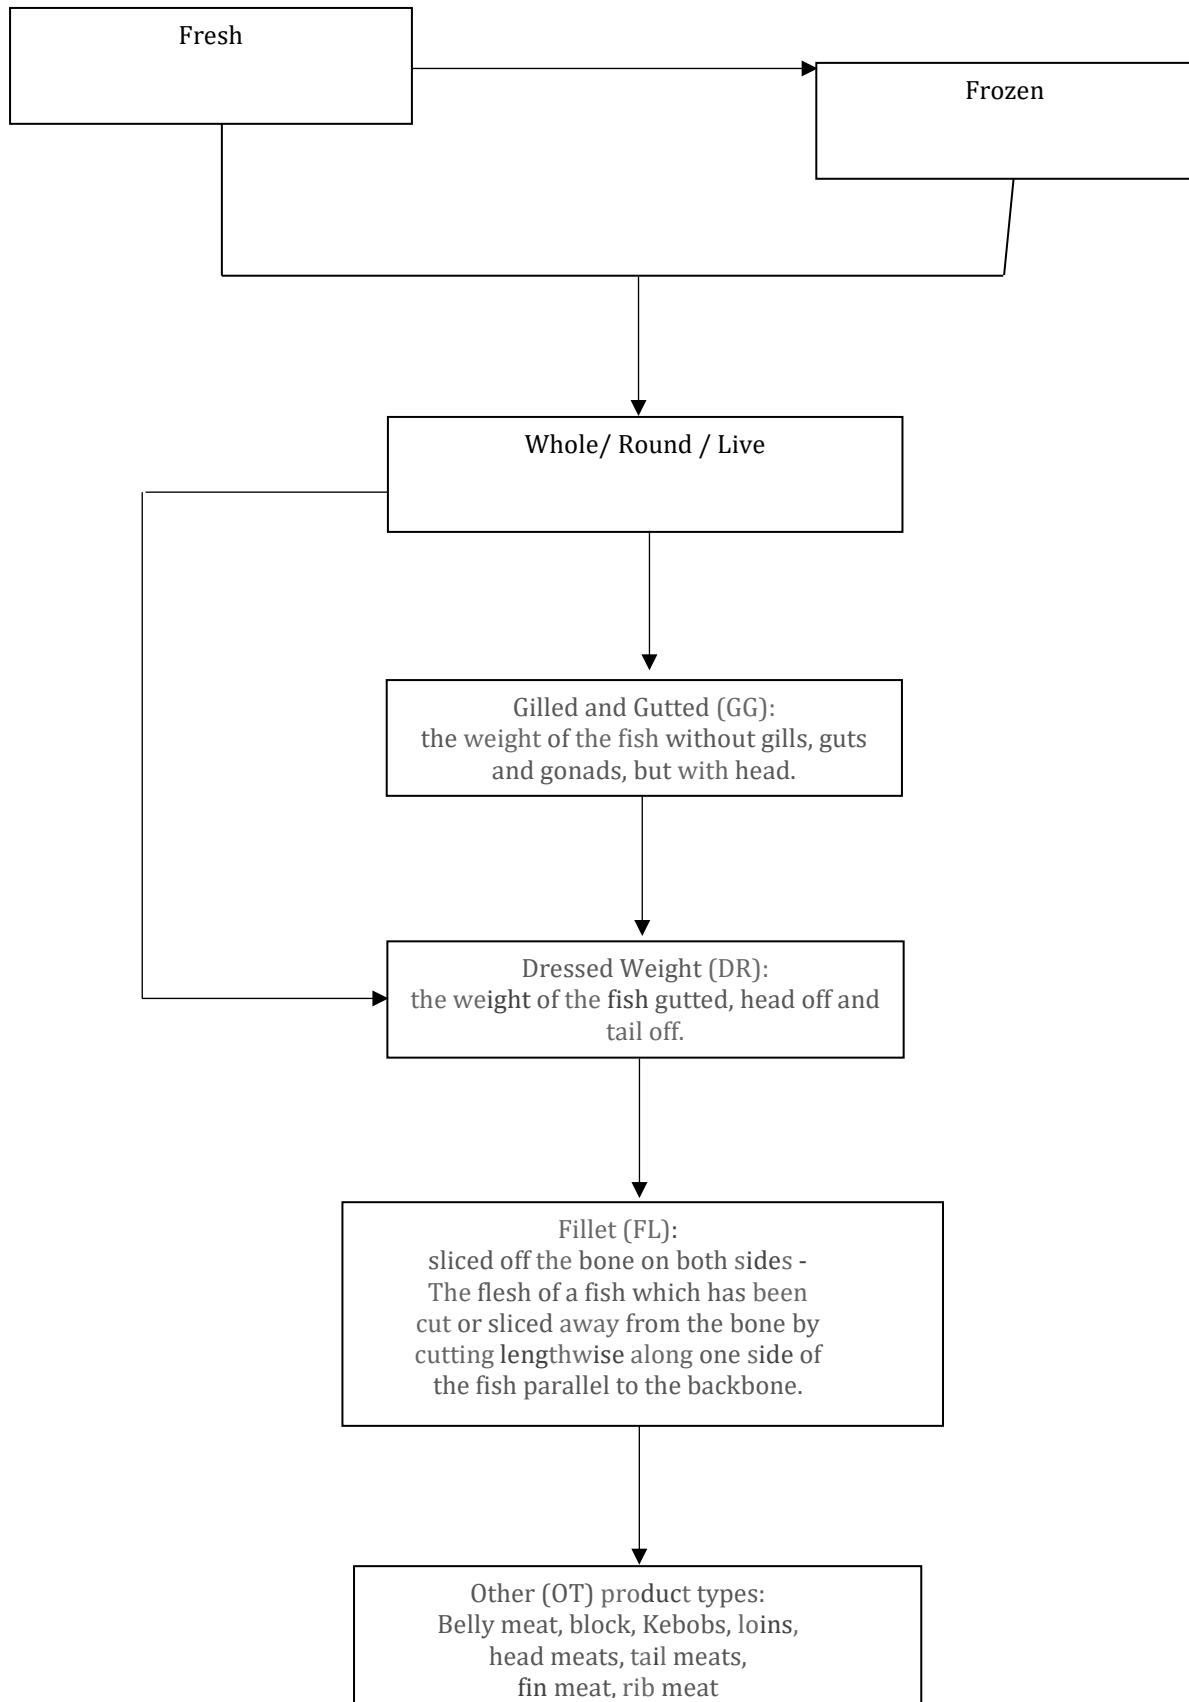 Fresh
Frozen
Whole/ Round / Live
Gilled and Gutted (GG):
the weight of the fish without gills, guts
and gonads, but with head.
Dressed Weight (DR):
the weight of the fish gutted, head off and
tail off.
Fillet (FL):
sliced off the bone on both sides -
The flesh of a fish which has been
cut or sliced away from the bone by
cutting lengthwise along one side of
the fish parallel to the backbone.
Other (OT) product types:
Belly meat, block, Kebobs, loins,
head meats, tail meats,
fin meat, rib meat